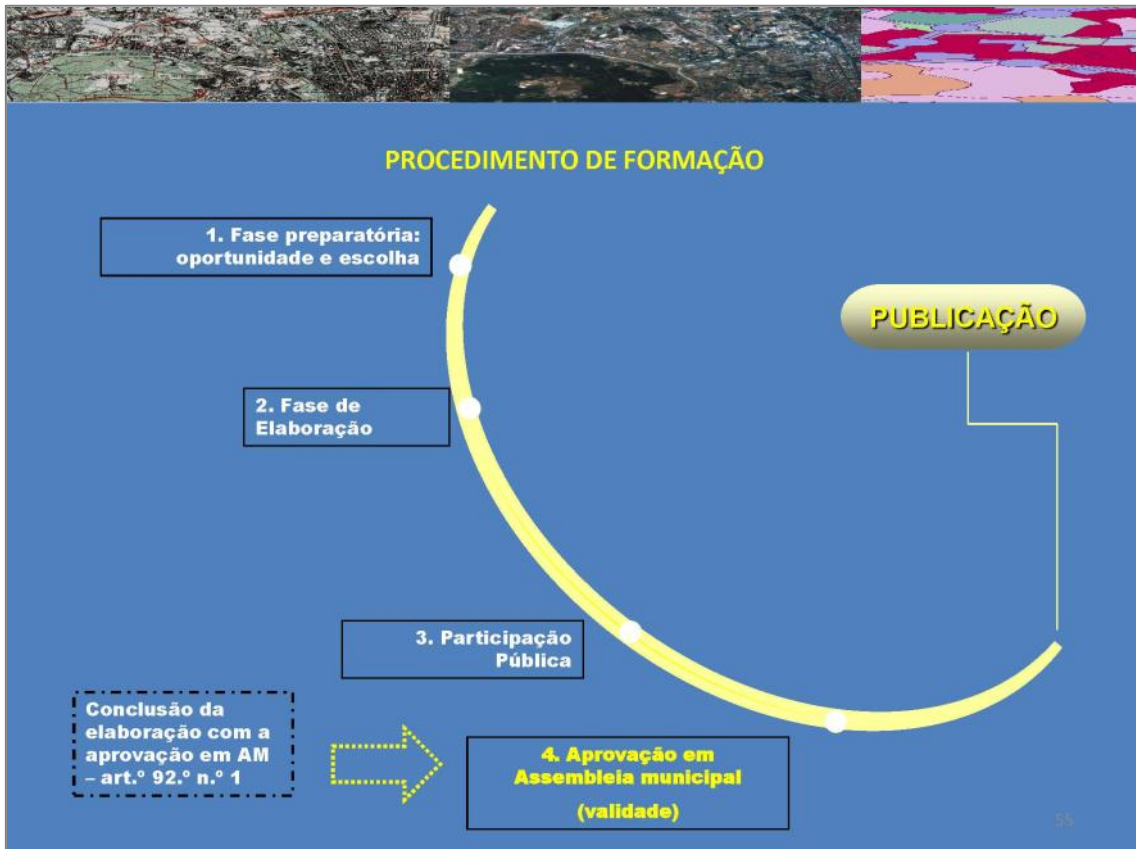 PROCEDIMENTO DE FORMAÇÃO
1. Fase preparatória:
oportunidade e escolha
PUBLICAÇÃO
2. Fase de
Elaboração
3. Participação
Pública
Conclusão da
elaboração com a
aprovação em AM
– art.º 92.º n.º 1
4. Aprovação em
Assembleia municipal
(validade)
55